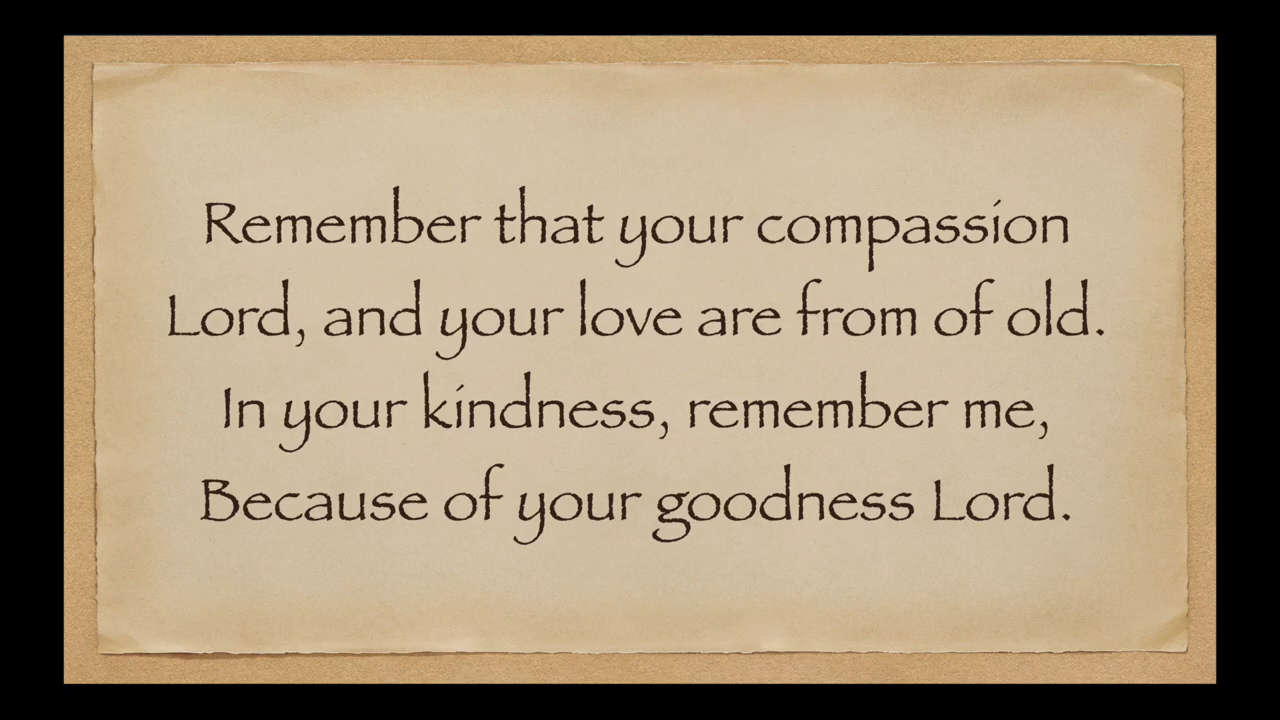 Remember that your compassion
Lord, and your love are from of old.
In your kindness, remember me,
Because of your goodness Lord.